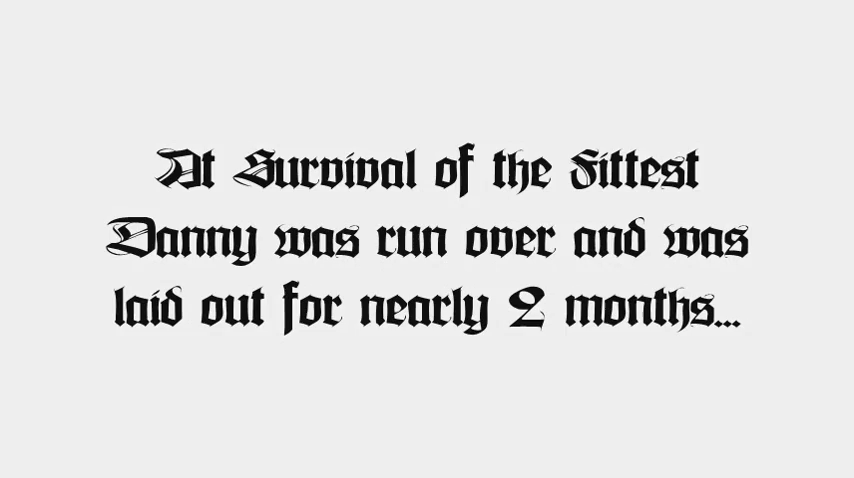 At Survival of the Fittest
Danny was run over and was
laid out for nearly 2 months...